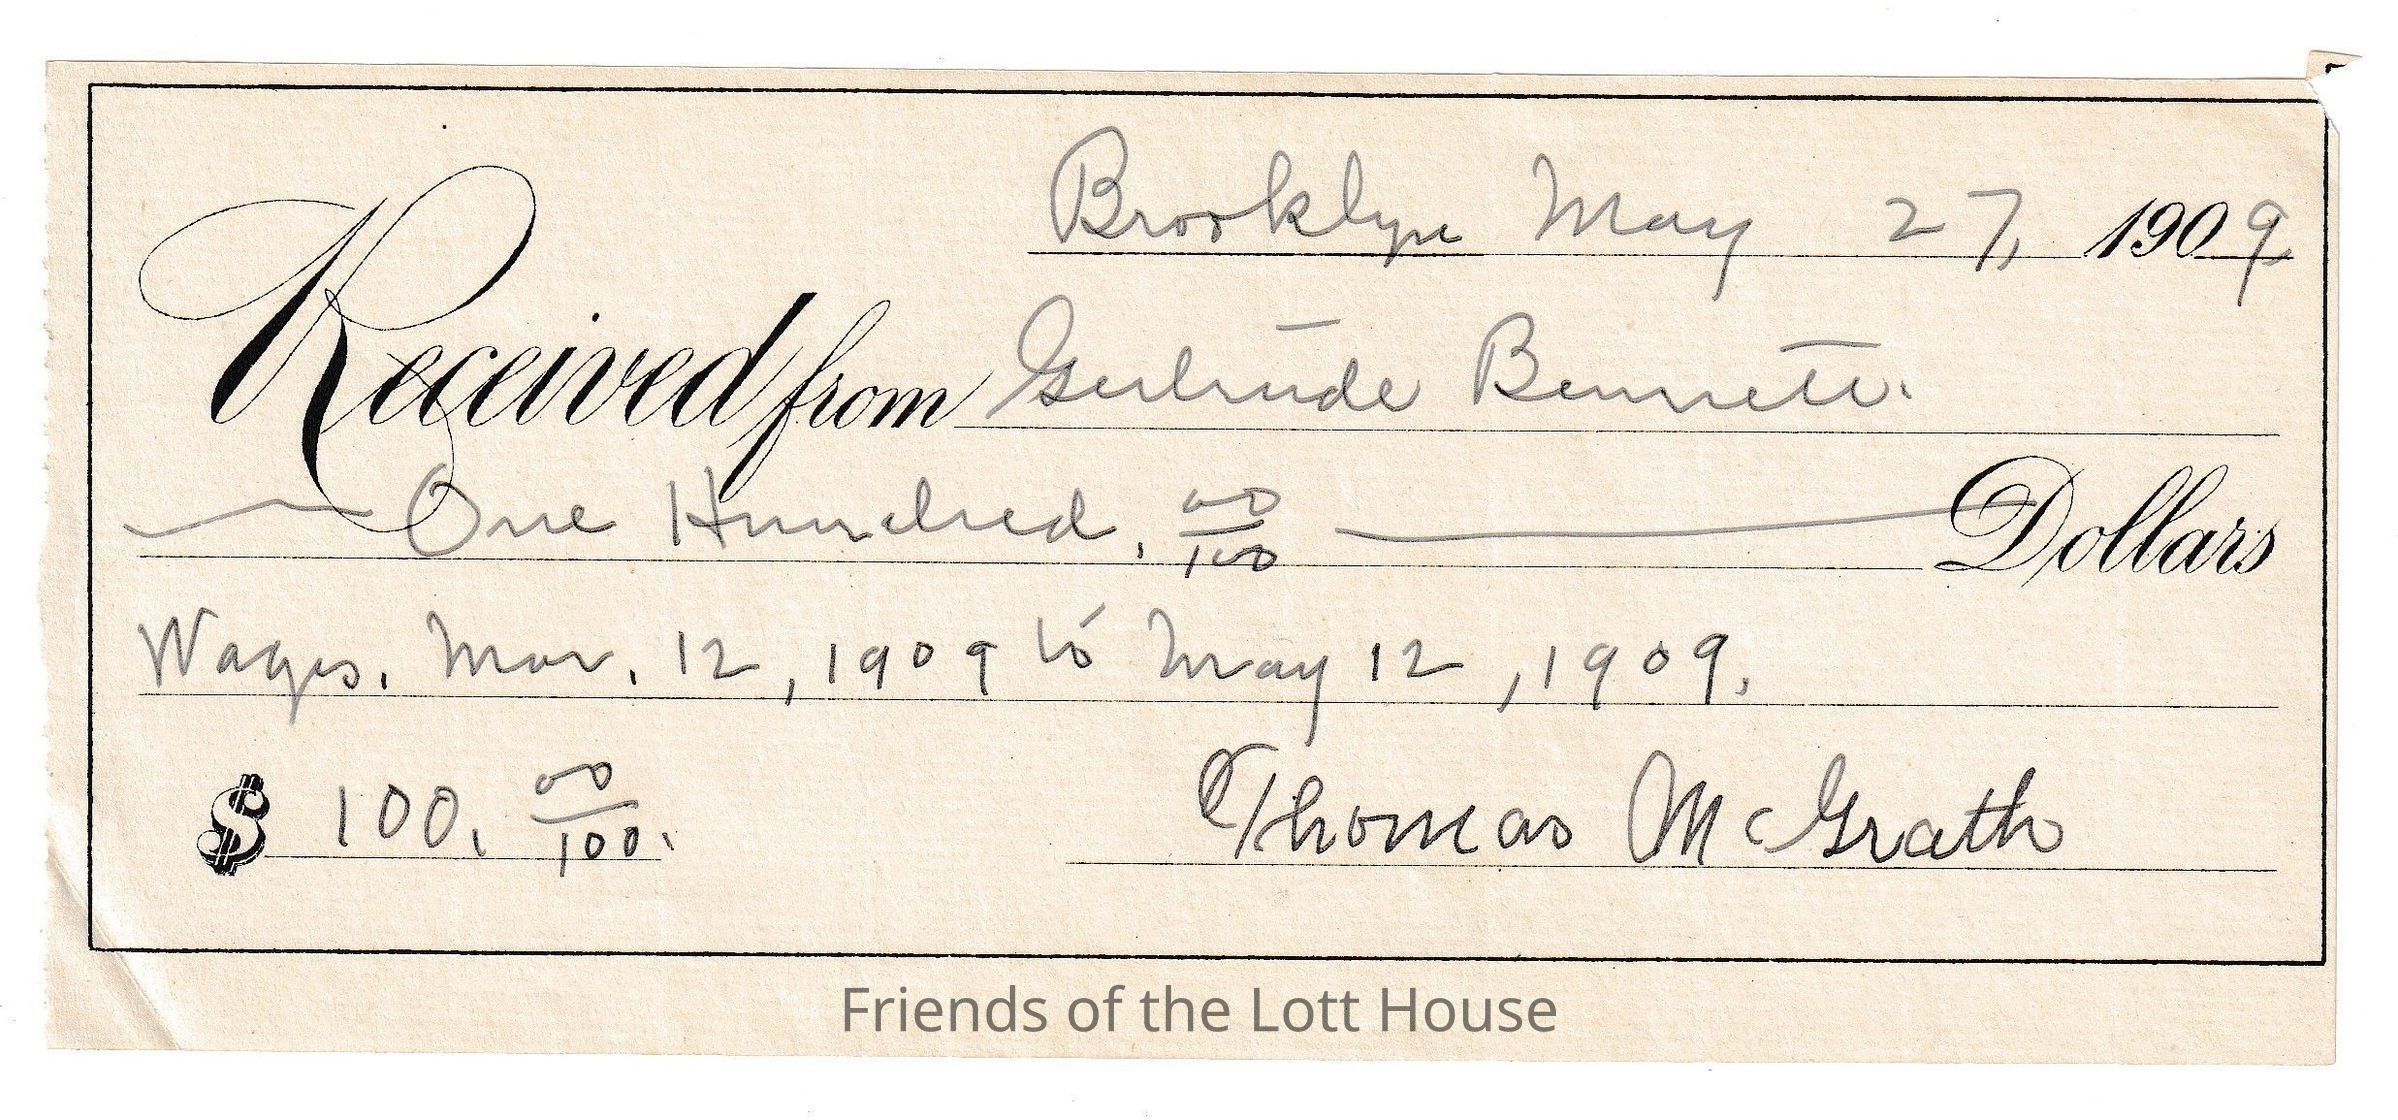 Brooklyn May 27, 1909
Received from Gertrude Bennett.
One Hundred, 00/100 Dollars
Wages. Mar. 12, 1909 to May 12, 1909.
$ 100. 00/100.
Thomas McGrath
Friends of the Lott House